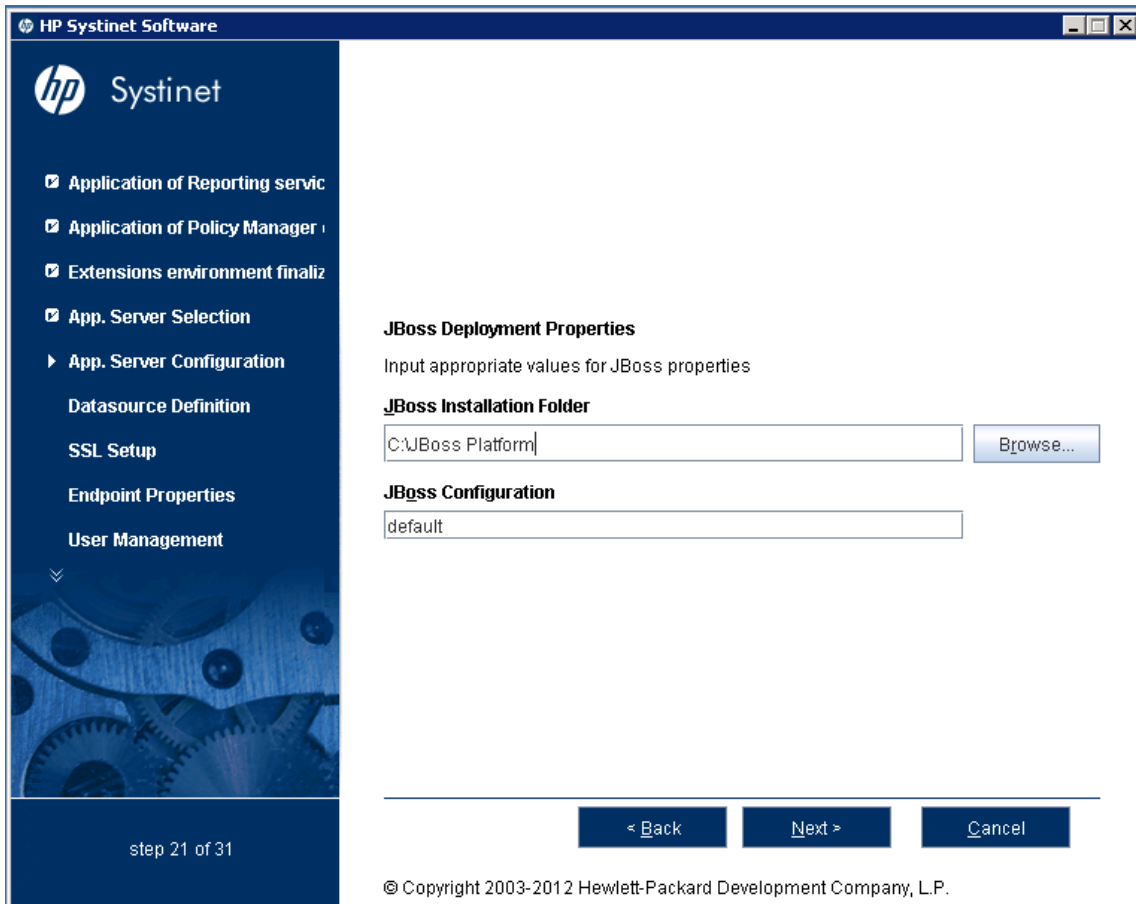 HP Systinet Software
hp Systinet
Application of Reporting servic
Application of Policy Manager
Extensions environment finaliz
App. Server Selection
App. Server Configuration
Datasource Definition
SSL Setup
Endpoint Properties
User Management
step 21 of 31
JBoss Deployment Properties
Input appropriate values for JBoss properties
JBoss Installation Folder
C:\JBoss Platform
Browse...
JBoss Configuration
default
< Back
Next >
Cancel
© Copyright 2003-2012 Hewlett-Packard Development Company, L.P.